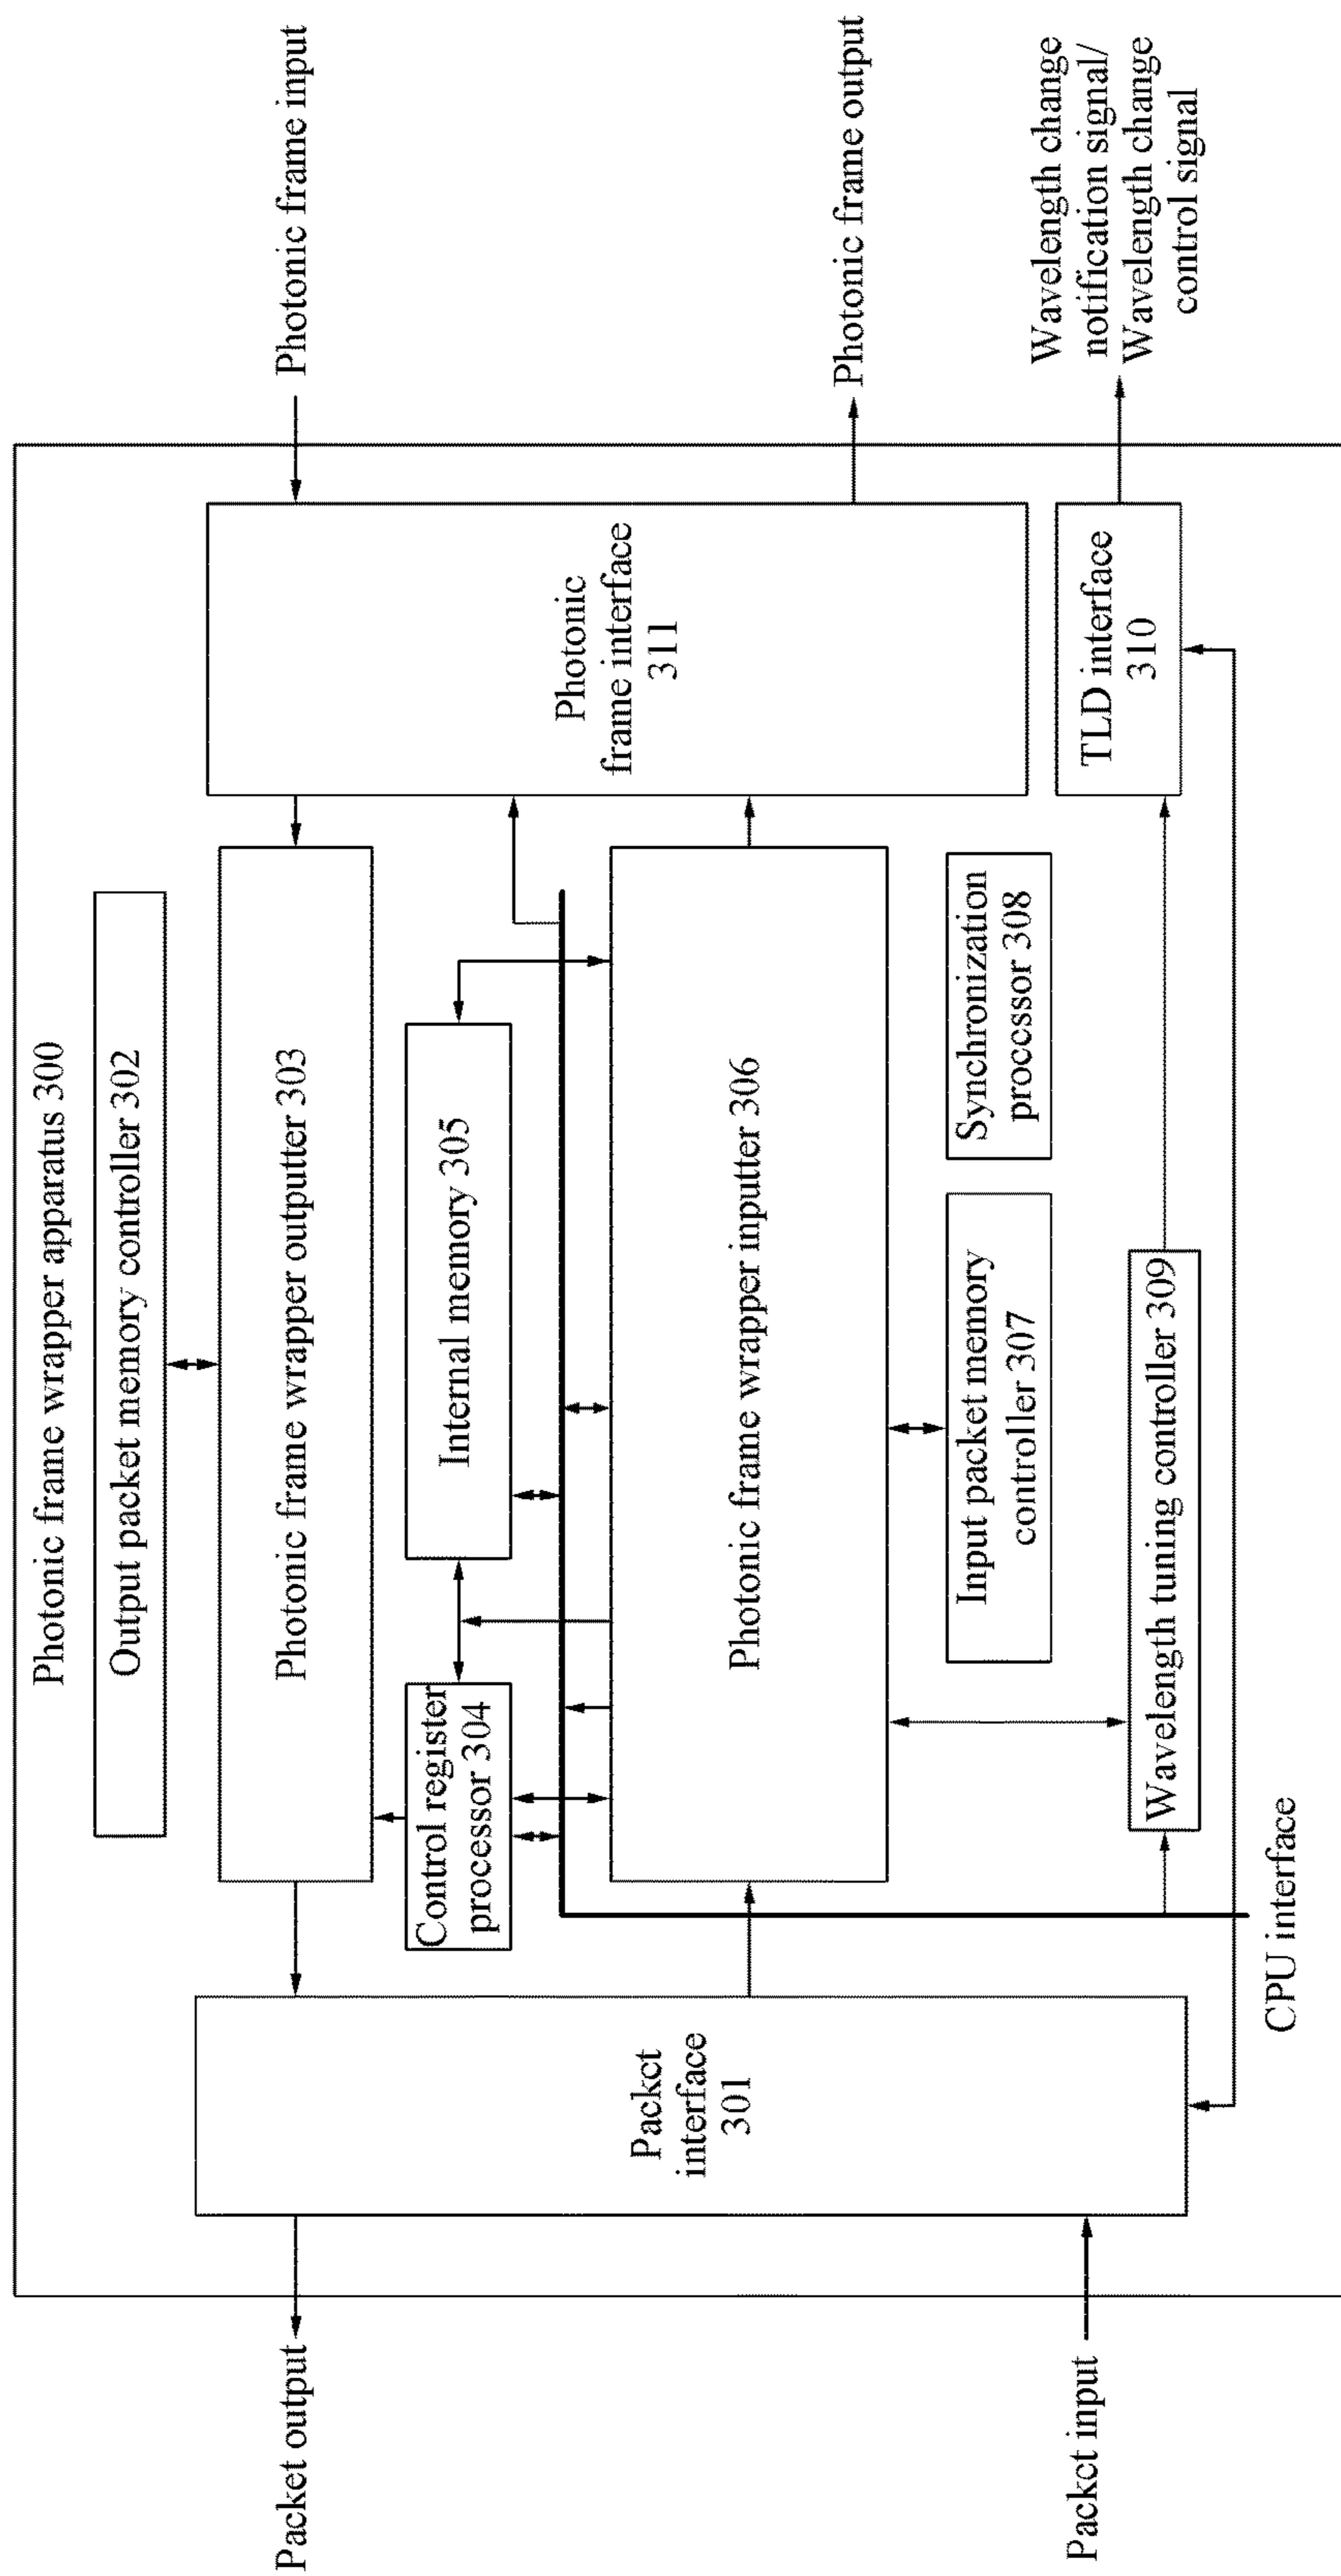 Photonic frame wrapper apparatus 300
Output packet memory controller 302
Packet output
Photonic frame wrapper outputter 303
Photonic frame input
Control register
processor 304
Internal memory 305
Packet
interface
301
Photonic frame wrapper inputter 306
Photonic
frame interface
311
Photonic frame output
Input packet memory
controller 307
Synchronization
processor 308
Packet input
Wavelength tuning controller 309
TLD interface
310
Wavelength change
notification signal/
Wavelength change
control signal
CPU interface